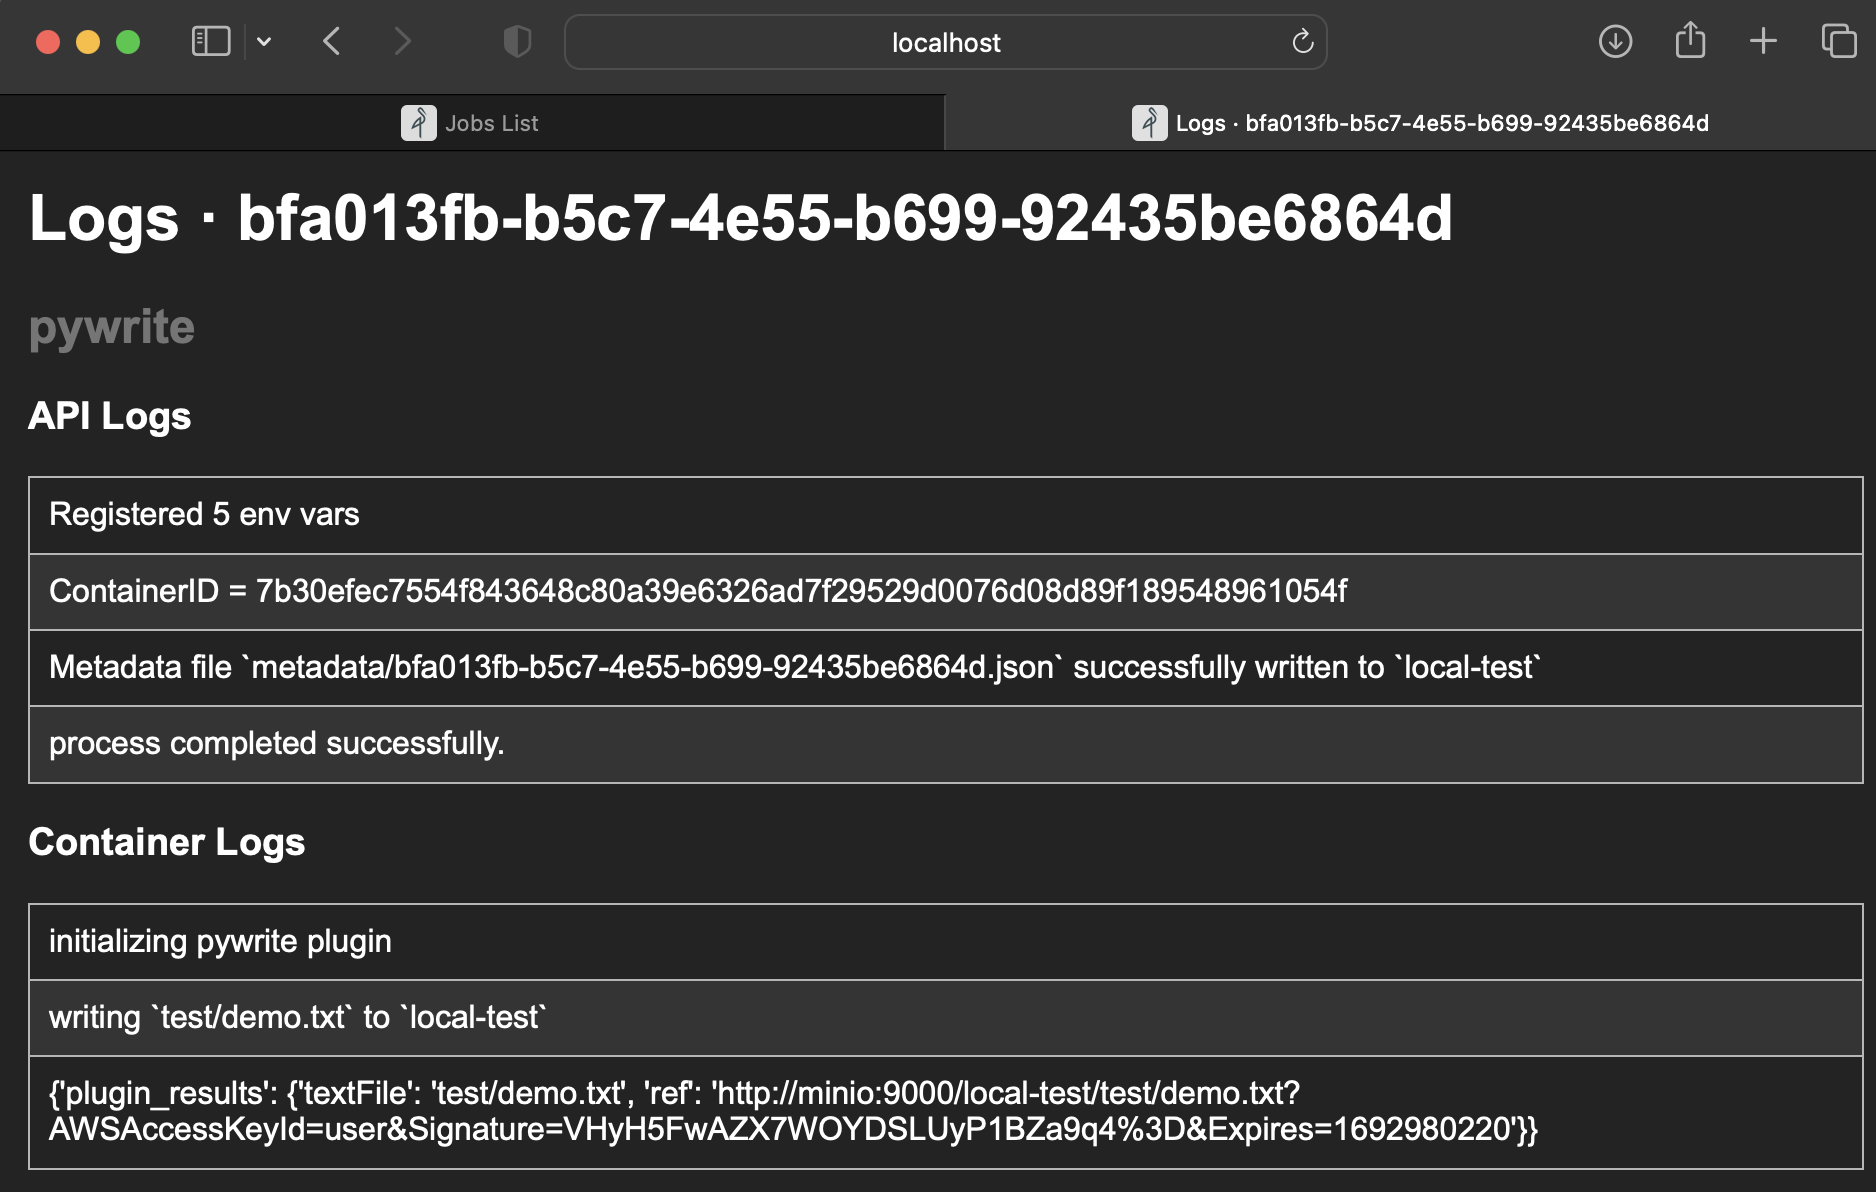 localhost
Jobs List
Logs · bfa013fb-b5c7-4e55-b699-92435be6864d
Logs · bfa013fb-b5c7-4e55-b699-92435be6864d
pywrite
API Logs
Registered 5 env vars
ContainerID = 7b30efec7554f843648c80a39e6326ad7f29529d0076d08d89f189548961054f
Metadata file `metadata/bfa013fb-b5c7-4e55-b699-92435be6864d.json` successfully written to `local-test`
process completed successfully.
Container Logs
initializing pywrite plugin
writing `test/demo.txt` to `local-test`
{'plugin_results': {'textFile': 'test/demo.txt', 'ref': 'http://minio:9000/local-test/test/demo.txt?
AWSAccessKeyId=user&Signature=VHyH5FwAZX7WOYDSLUyP1BZa9q4%3D&Expires=1692980220'}}